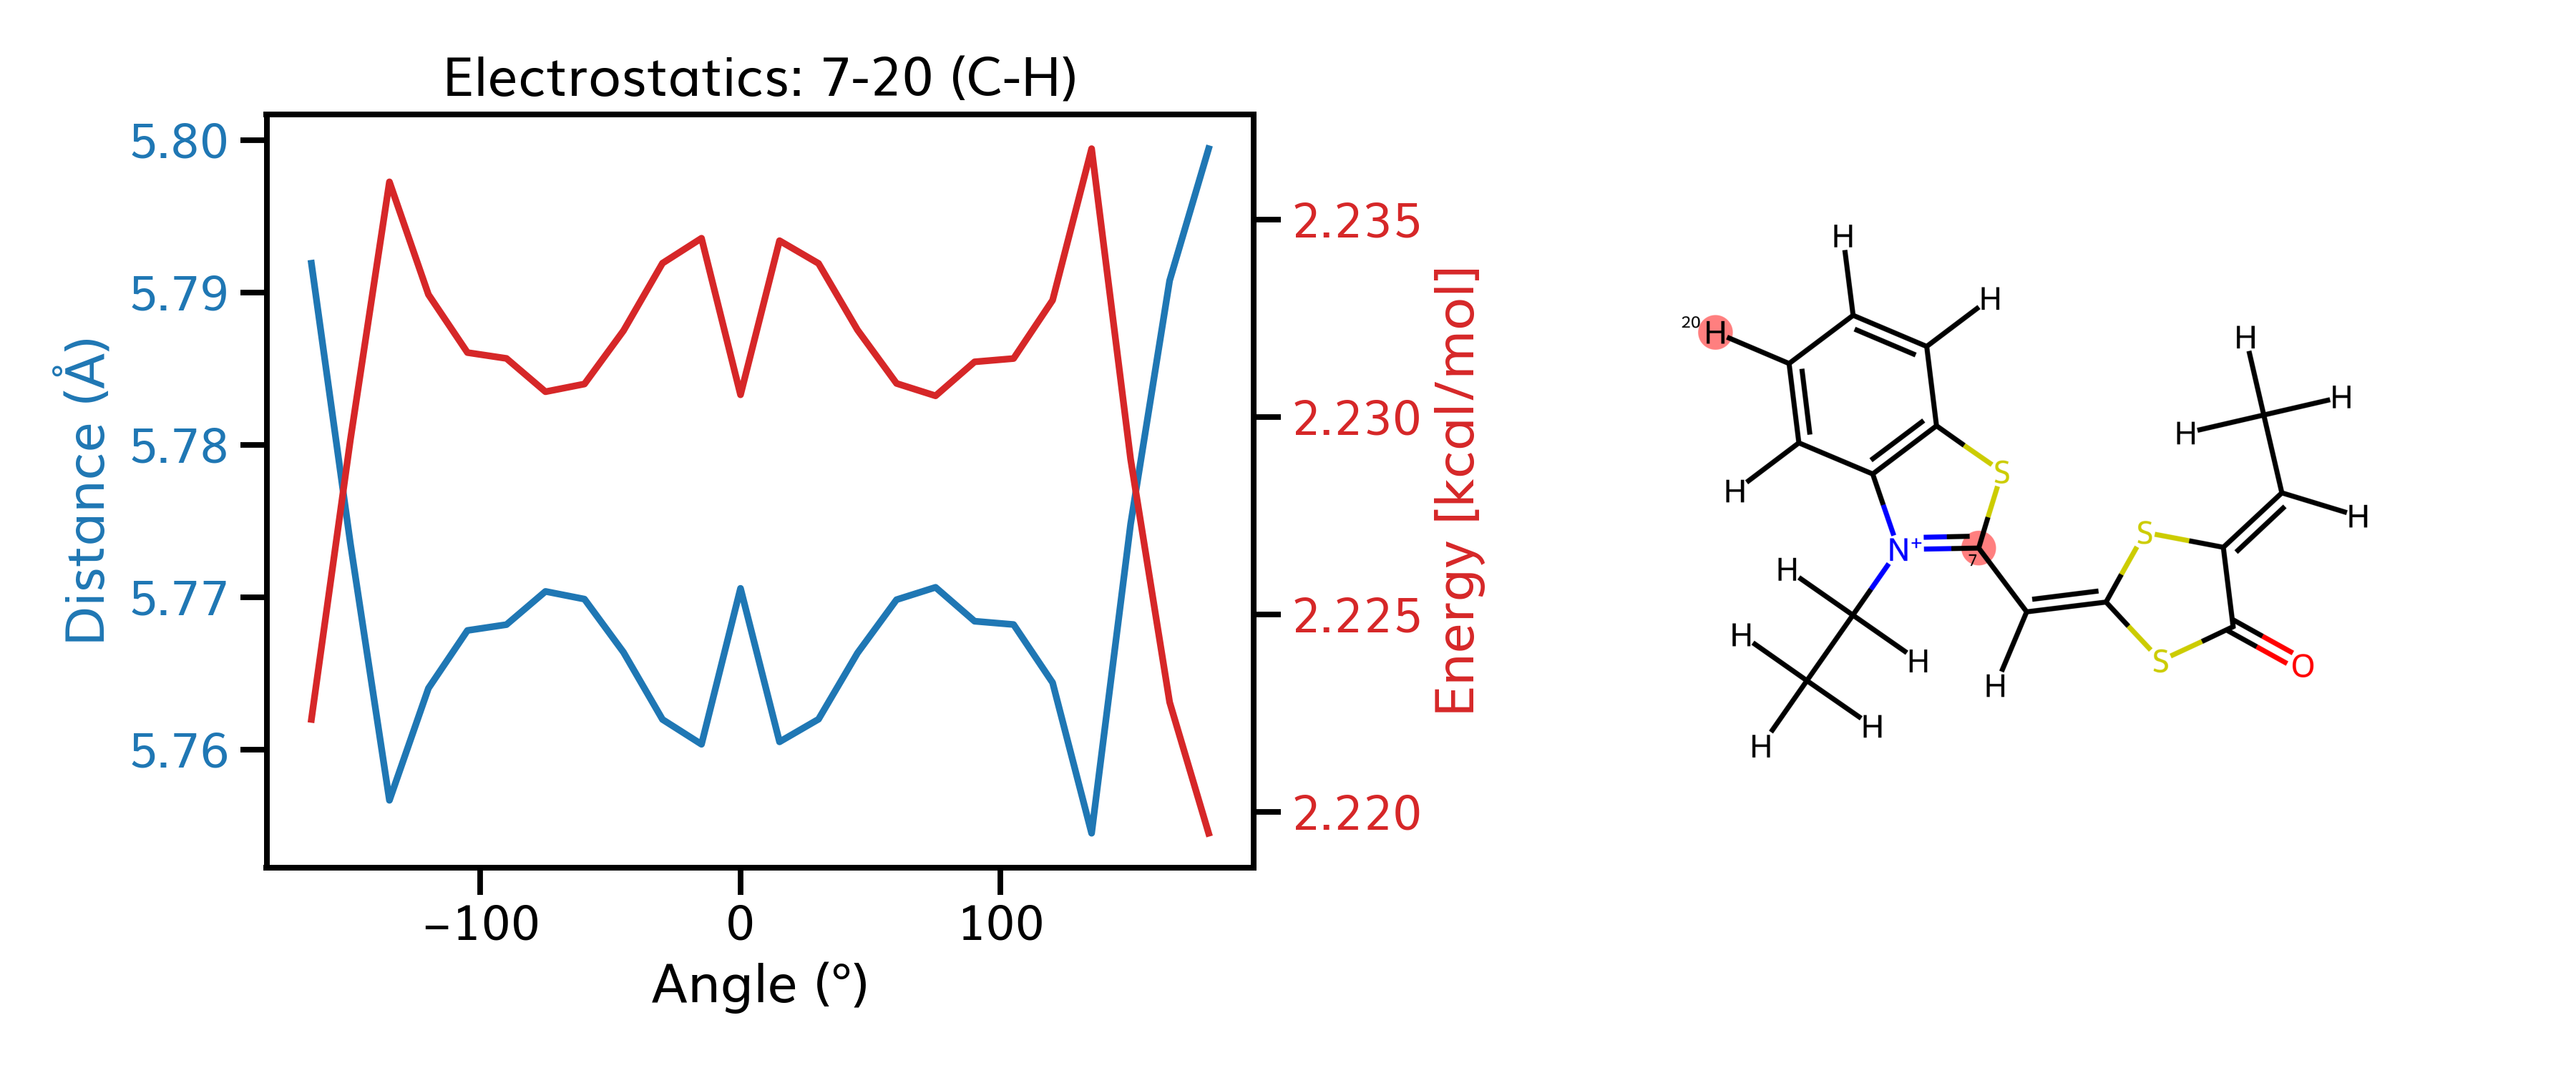 Electrostatics: 7-20 (C-H)
5.80
5.79
5.78
5.77
5.76
Distance (Å)
2.235
2.230
2.225
2.220
Energy [kcal/mol]
−100
0
100
Angle (°)
H
H
20
H
H
H
H
H
S
H
S
H
N+
7
H
H
H
S
O
H
H
H